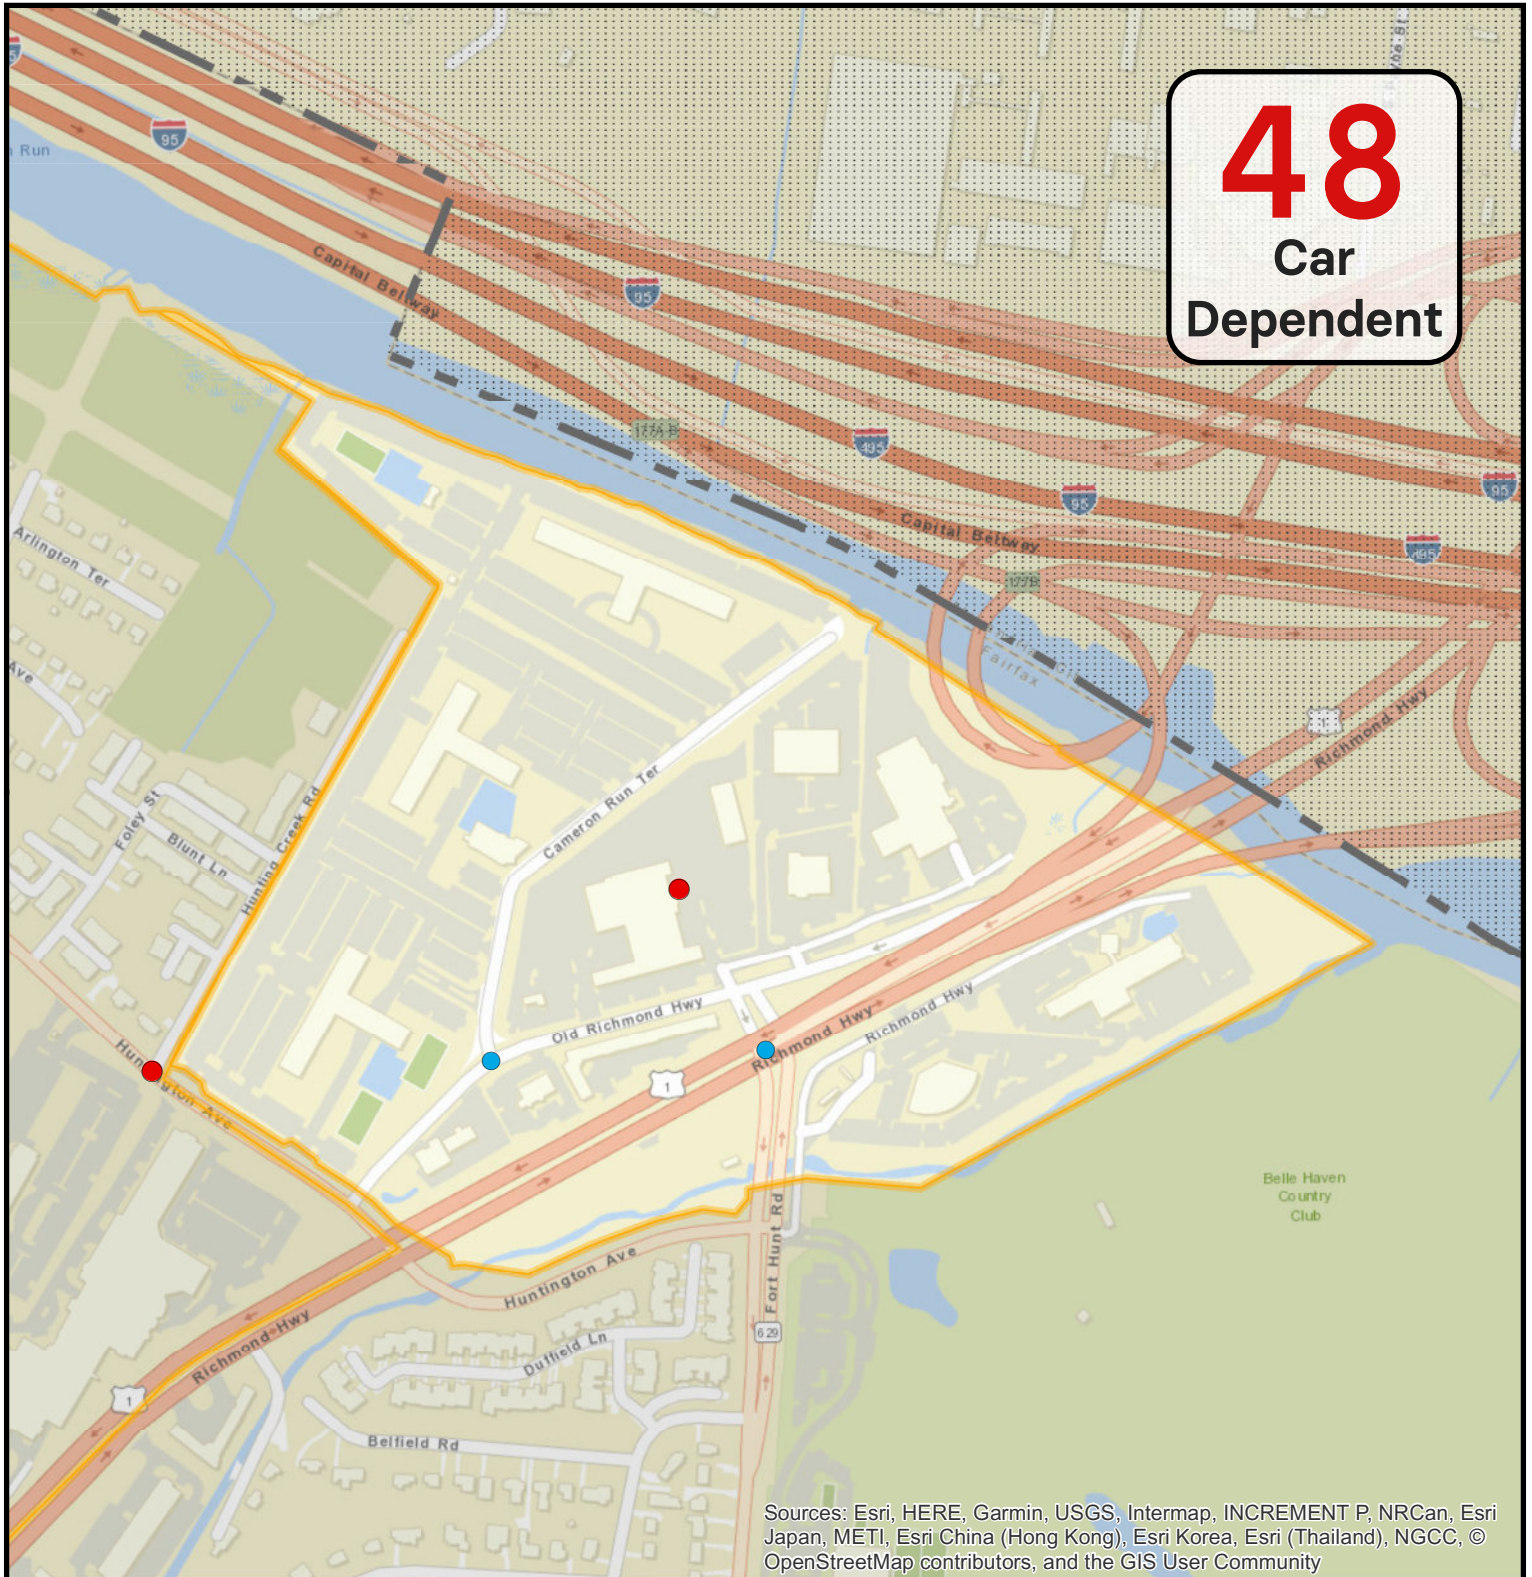 95
Run
48
Car
Dependent
Capital Beltway
95
177A-B
495
95
95
Capital Beltway
495
177B
Arlington Ter
Fairfax
1
Richmond Hwy
Ave
Cameron Run Ter
Foley St
Blunt Ln
Hunting Creek Rd
Old Richmond Hwy
Richmond Hwy
Richmond Hwy
1
Belle Haven
Country
Club
Fort Hunt Rd
Huntington Ave
629
Duffield Ln
Richmond Hwy
1
Belfield Rd
Sources: Esri, HERE, Garmin, USGS, Intermap, INCREMENT P, NRCan, Esri
Japan, METI, Esri China (Hong Kong), Esri Korea, Esri (Thailand), NGCC, ©
OpenStreetMap contributors, and the GIS User Community